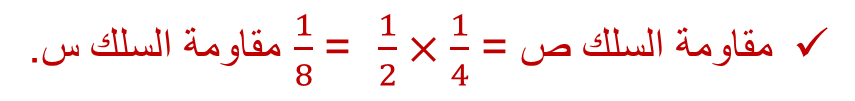 ✓ مقاومة السلك ص = 1/4 × 1/2 = 1/8 مقاومة السلك س.